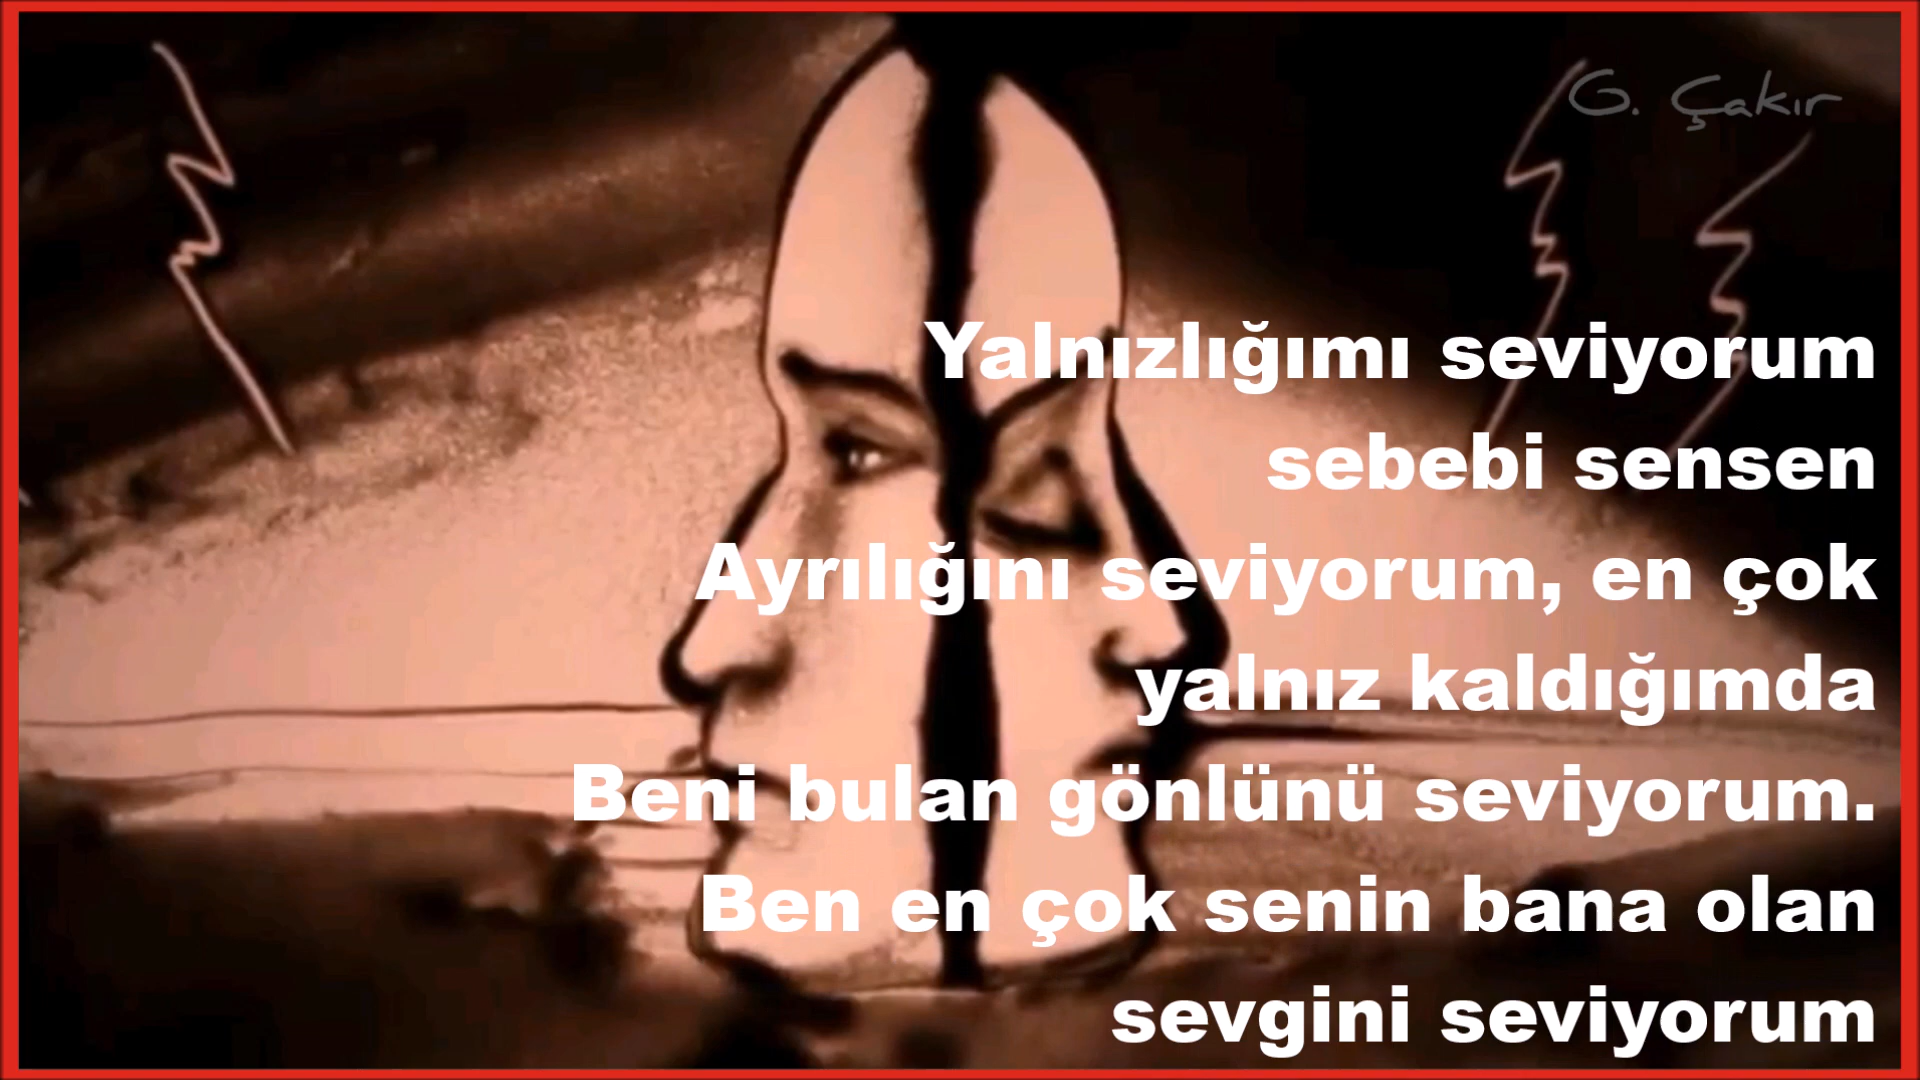 G. Çakır
Yalnızlığımı seviyorum
sebebi sensen
Ayrılığını seviyorum, en çok
yalnız kaldığımda
Beni bulan gönlünü seviyorum.
Ben en çok senin bana olan
sevgini seviyorum